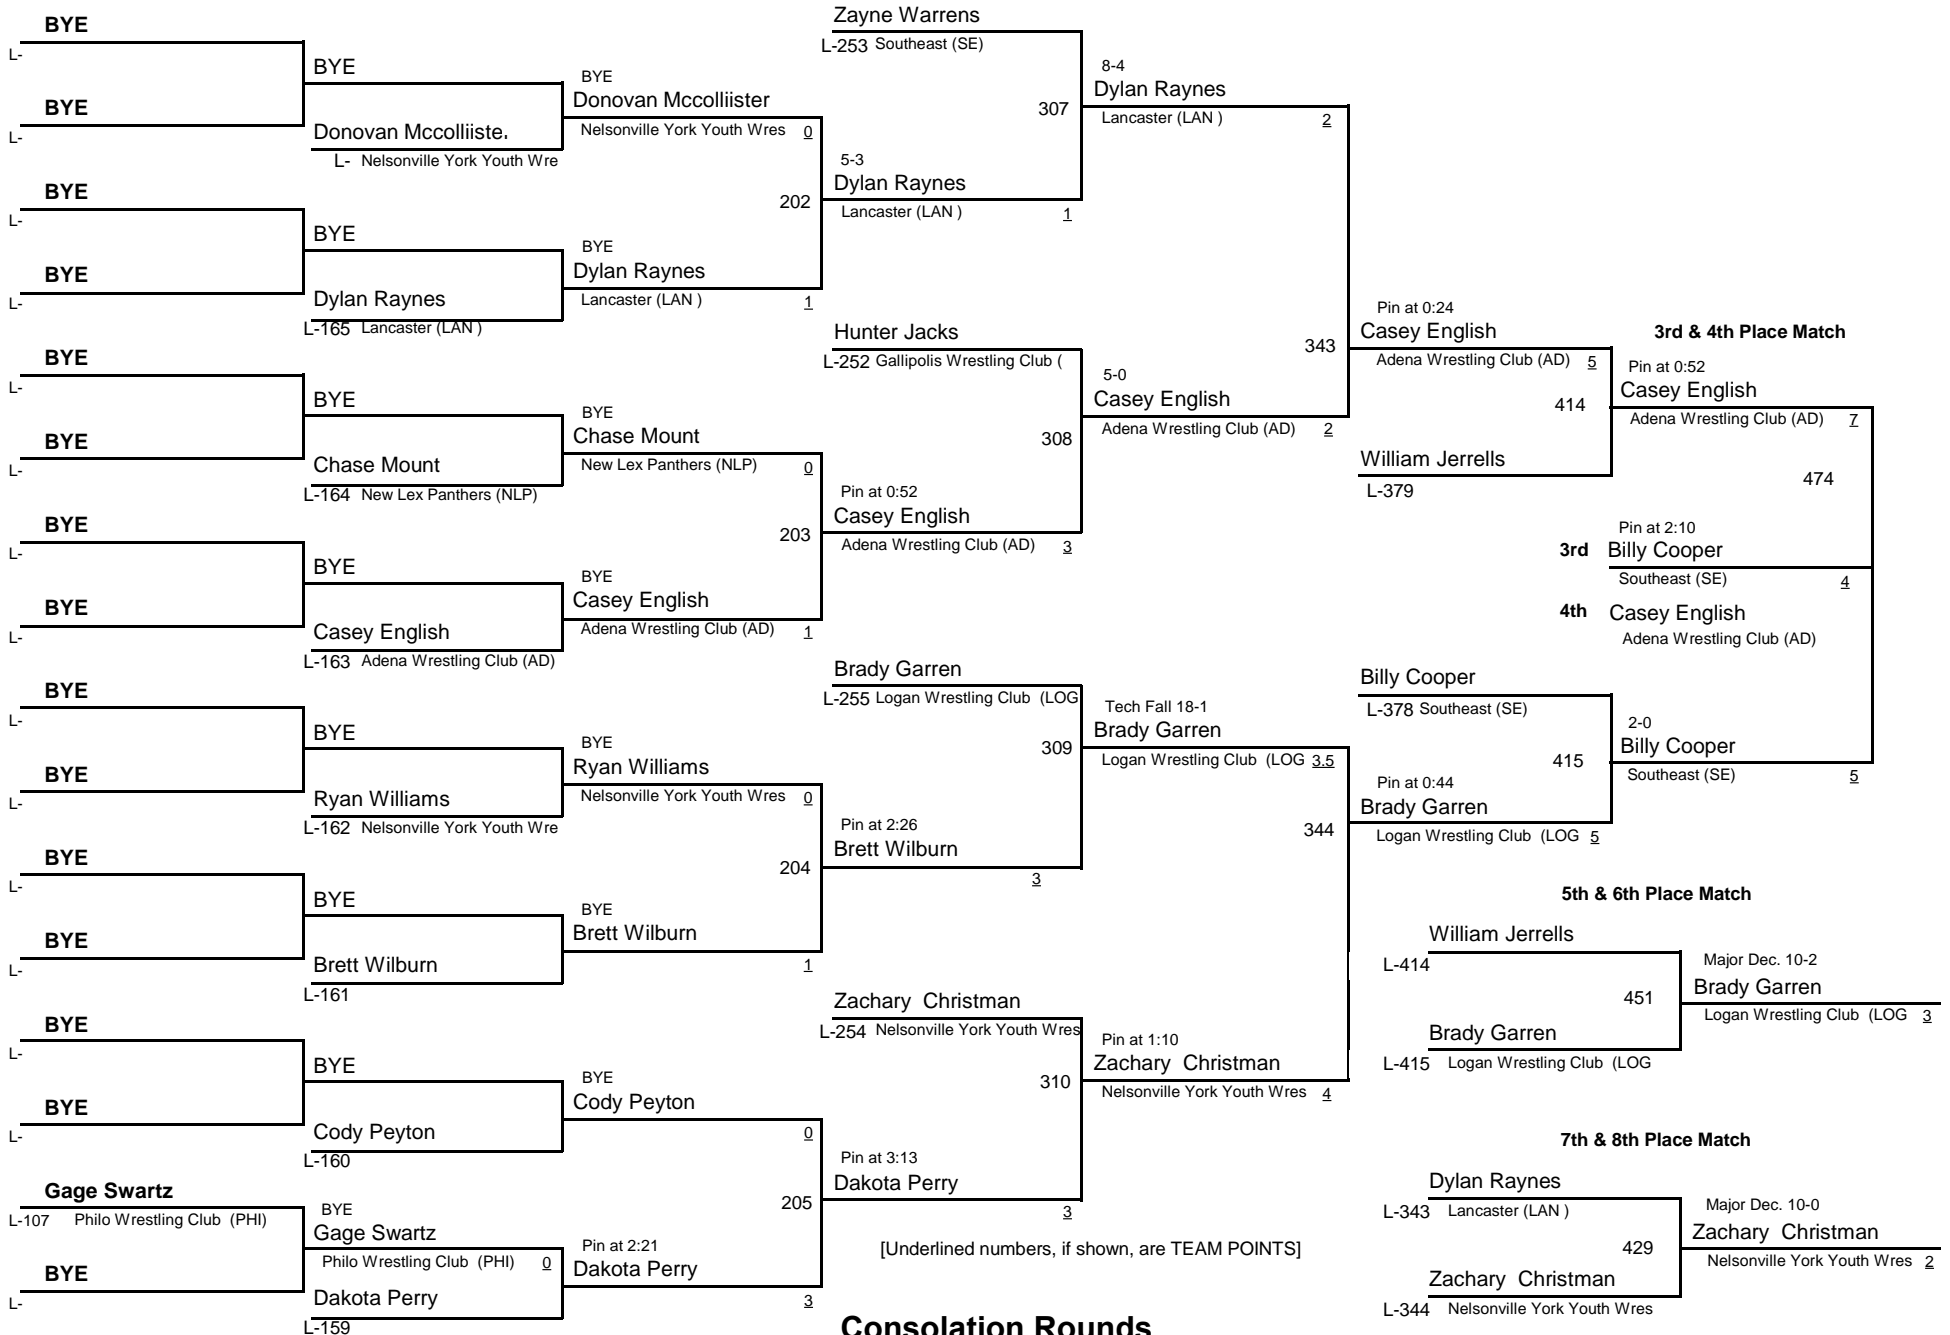 BYE
L-
BYE
L-
BYE
L-
BYE
L-
BYE
L-
BYE
L-
BYE
L-
BYE
L-
BYE
L-
BYE
L-
BYE
L-
BYE
L-
BYE
L-
BYE
L-
Gage Swartz
L-107 Philo Wrestling Club (PHI)
BYE
L-
BYE
Donovan Mccolliister
L- Nelsonville York Youth Wre
BYE
Dylan Raynes
L-165 Lancaster (LAN )
BYE
Chase Mount
L-164 New Lex Panthers (NLP)
BYE
Casey English
L-163 Adena Wrestling Club (AD)
BYE
Ryan Williams
L-162 Nelsonville York Youth Wre
BYE
Brett Wilburn
L-161
BYE
Cody Peyton
L-160
BYE
Gage Swartz
Philo Wrestling Club (PHI) 0
Dakota Perry
L-159
BYE
Donovan Mccolliister
Nelsonville York Youth Wres 0
202
BYE
Dylan Raynes
Lancaster (LAN ) 1
BYE
Chase Mount
New Lex Panthers (NLP) 0
203
BYE
Casey English
Adena Wrestling Club (AD) 1
BYE
Ryan Williams
Nelsonville York Youth Wres 0
204
BYE
Brett Wilburn
1
BYE
Cody Peyton
0
205
Pin at 2:21
Dakota Perry
3
Zayne Warrens
L-253 Southeast (SE)
307
5-3
Dylan Raynes
Lancaster (LAN ) 1
Hunter Jacks
L-252 Gallipolis Wrestling Club (
308
Pin at 0:52
Casey English
Adena Wrestling Club (AD) 3
Brady Garren
L-255 Logan Wrestling Club (LOG
309
Pin at 2:26
Brett Wilburn
3
Zachary Christman
L-254 Nelsonville York Youth Wres
310
Pin at 3:13
Dakota Perry
3
[Underlined numbers, if shown, are TEAM POINTS]
Consolation Rounds
8-4
Dylan Raynes
Lancaster (LAN ) 2
343
5-0
Casey English
Adena Wrestling Club (AD) 2
Tech Fall 18-1
Brady Garren
Logan Wrestling Club (LOG 3.5
344
Pin at 1:10
Zachary Christman
Nelsonville York Youth Wres 4
Pin at 0:24
Casey English
Adena Wrestling Club (AD) 5
414
William Jerrells
L-379
Billy Cooper
L-378 Southeast (SE)
415
Pin at 0:44
Brady Garren
Logan Wrestling Club (LOG 5
3rd & 4th Place Match
Pin at 0:52
Casey English
Adena Wrestling Club (AD) 7
474
Pin at 2:10
3rd Billy Cooper
Southeast (SE) 4
4th Casey English
Adena Wrestling Club (AD)
2-0
Billy Cooper
Southeast (SE) 5
5th & 6th Place Match
William Jerrells
L-414
451
Brady Garren
L-415 Logan Wrestling Club (LOG
Major Dec. 10-2
Brady Garren
Logan Wrestling Club (LOG 3
7th & 8th Place Match
Dylan Raynes
L-343 Lancaster (LAN )
429
Zachary Christman
L-344 Nelsonville York Youth Wres
Major Dec. 10-0
Zachary Christman
Nelsonville York Youth Wres 2